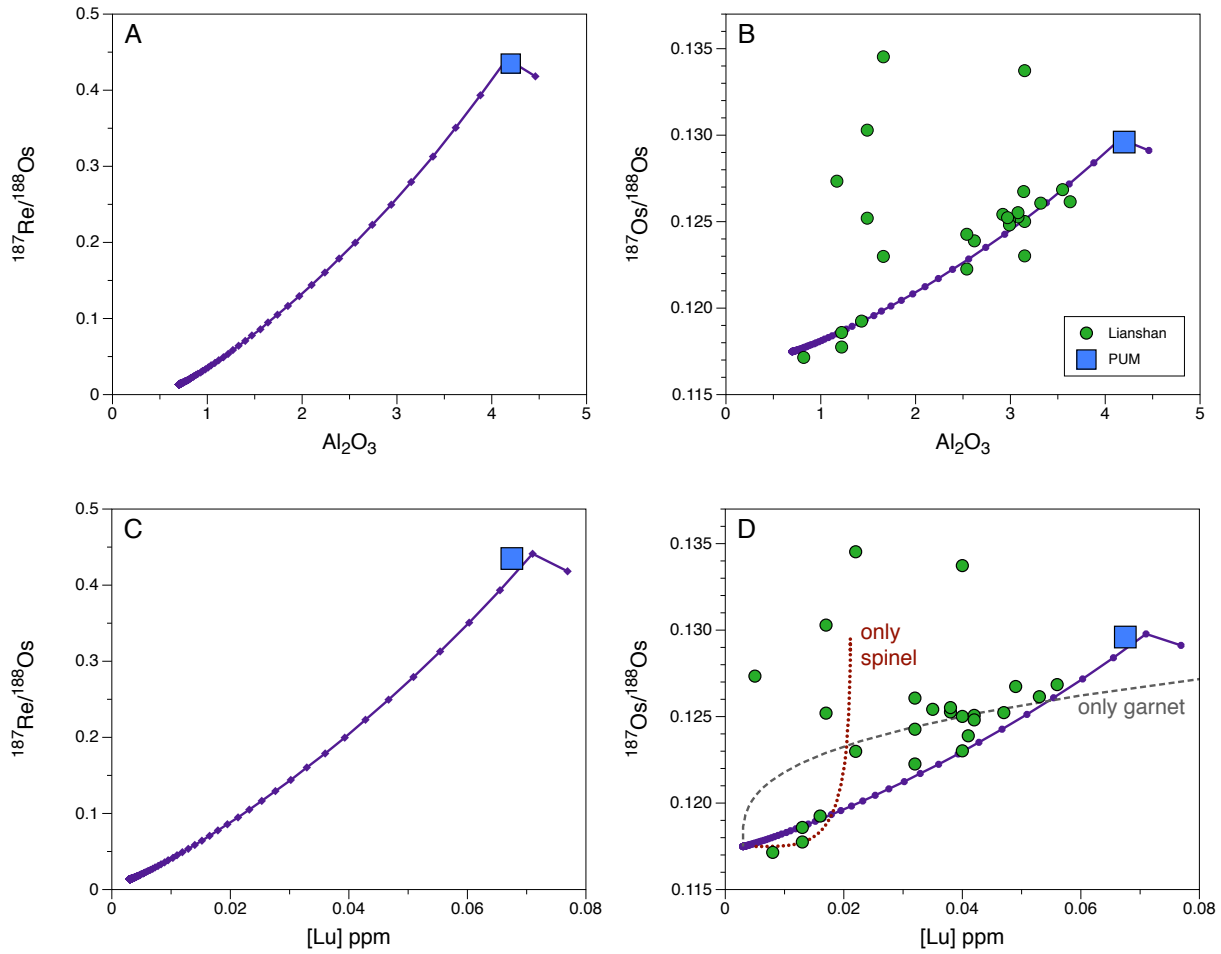 A
0.5
0.4
0.3
0.2
0.1
0
187Re/188Os
0 1 2 3 4 5
Al2O3
B
0.135
0.130
0.125
0.120
0.115
187Os/188Os
Lianshan
PUM
0 1 2 3 4 5
Al2O3
C
0.5
0.4
0.3
0.2
0.1
0
187Re/188Os
0 0.02 0.04 0.06 0.08
[Lu] ppm
D
0.135
0.130
0.125
0.120
0.115
187Os/188Os
only
spinel
only garnet
0 0.02 0.04 0.06 0.08
[Lu] ppm